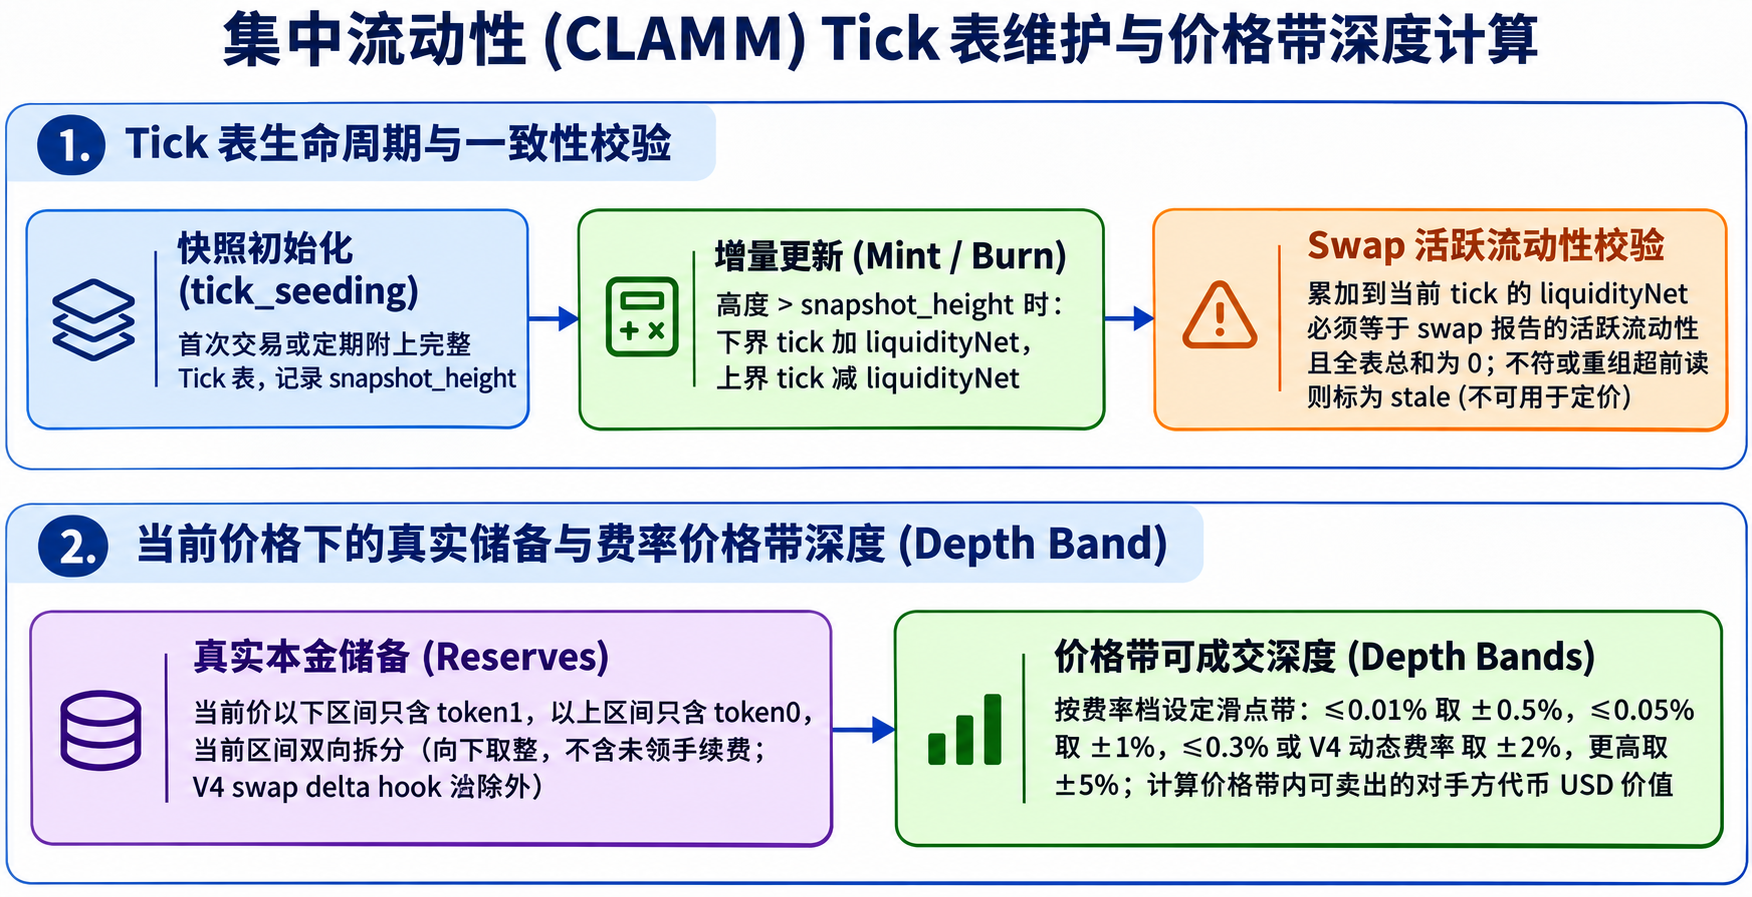 集中流动性 (CLAMM) Tick 表维护与价格带深度计算
1. Tick 表生命周期与一致性校验
快照初始化
(tick_seeding)
首次交易或定期附上完整
Tick 表，记录 snapshot_height
增量更新 (Mint / Burn)
高度 > snapshot_height 时：
下界 tick 加 liquidityNet，
上界 tick 减 liquidityNet
Swap 活跃流动性校验
累加到当前 tick 的 liquidityNet
必须等于 swap 报告的活跃流动性
且全表总和为 0；不符或重组超前读
则标为 stale (不可用于定价)
2. 当前价格下的真实储备与费率价格带深度 (Depth Band)
真实本金储备 (Reserves)
当前价以下区间只含 token1，以上区间只含 token0，
当前区间双向拆分（向下取整，不含未领手续费；
V4 swap delta hook 除外）
价格带可成交深度 (Depth Bands)
按费率档设定滑点带：≤0.01% 取 ±0.5%，≤0.05%
取 ±1%，≤0.3% 或 V4 动态费率 取 ±2%，更高取
±5%；计算价格带内可卖出的对手方代币 USD 价值